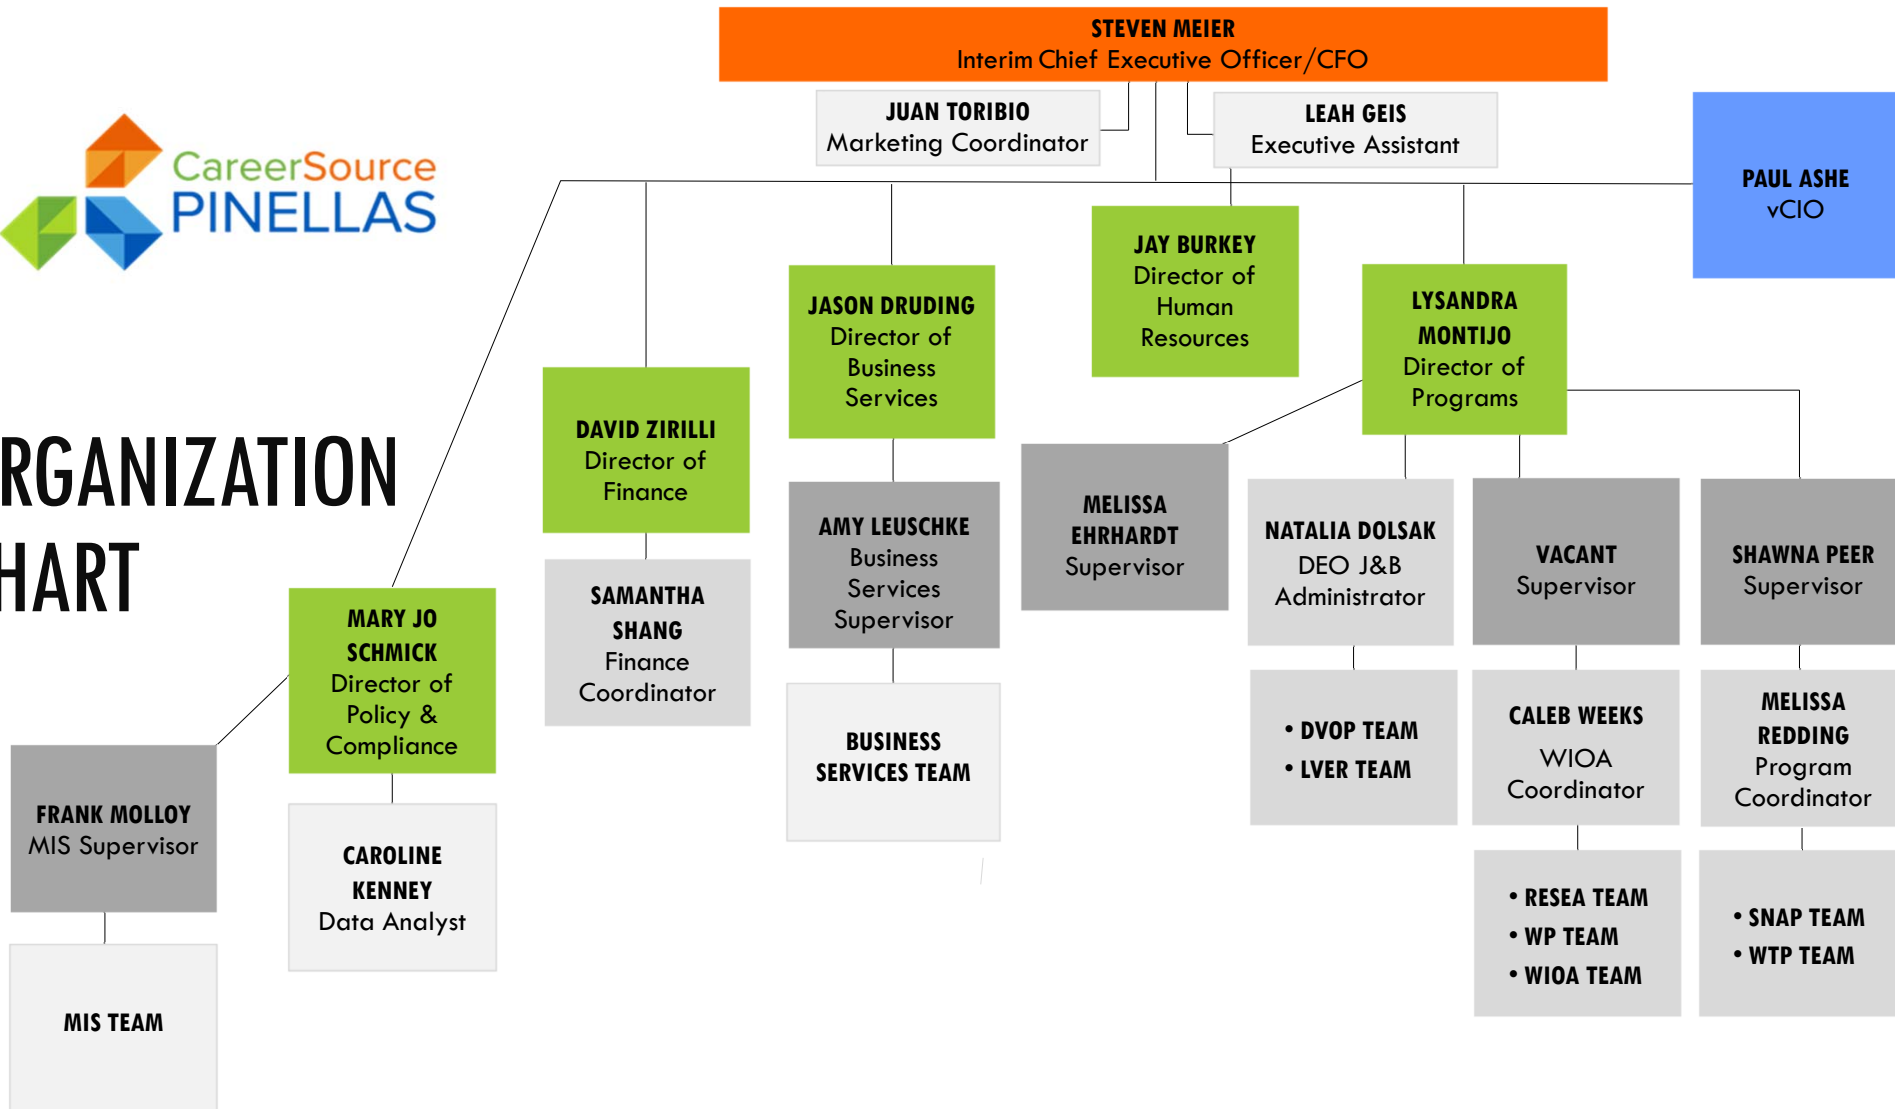 STEVEN MEIER
Interim Chief Executive Officer/CFO
JUAN TORIBIO
Marketing Coordinator
LEAH GEIS
Executive Assistant
PAUL ASHE
vCIO
CareerSource
PINELLAS
JAY BURKEY
Director of
Human
Resources
JASON DRUDING
Director of
Business
Services
LYSANDRA
MONTIJO
Director of
Programs
DAVID ZIRILLI
Director of
Finance
RGANIZATION
HART
AMY LEUSCHKE
Business
Services
Supervisor
MELISSA
EHRHARDT
Supervisor
NATALIA DOLSAK
DEO J&B
Administrator
VACANT
Supervisor
SHAWNA PEER
Supervisor
MARY JO
SCHMICK
Director of
Policy &
Compliance
SAMANTHA
SHANG
Finance
Coordinator
BUSINESS
SERVICES TEAM
• DVOP TEAM
• LVER TEAM
CALEB WEEKS
WIOA
Coordinator
MELISSA
REDDING
Program
Coordinator
FRANK MOLLOY
MIS Supervisor
CAROLINE
KENNEY
Data Analyst
• RESEA TEAM
• WP TEAM
• WIOA TEAM
• SNAP TEAM
• WTP TEAM
MIS TEAM